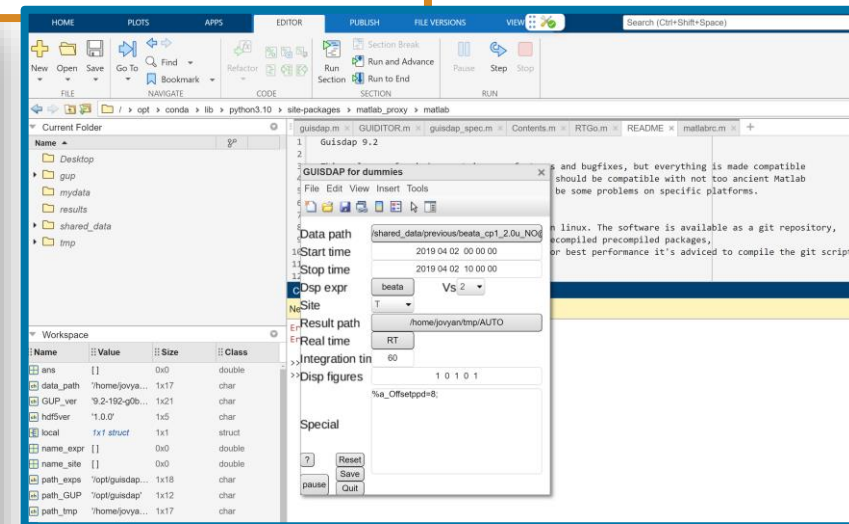 HOME PLOTS APPS EDITOR PUBLISH FILE VERSIONS VIEW Search (Ctrl+Shift+Space)
New Open Save Go To Find Bookmark Refactor Run Section Section Break Run and Advance Run to End Pause Step Stop
FILE NAVIGATE CODE SECTION RUN
/ › opt › conda › lib › python3.10 › site-packages › matlab_proxy › matlab
Current Folder
Name
Desktop
gup
mydata
results
shared_data
tmp
guisdap.m GUIDITOR.m guisdap_spec.m Contents.m RTGo.m README matlabrc.m +
1 Guisdap 9.2
2
3
s and bugfixes, but everything is made compatible
should be compatible with not too ancient Matlab
be some problems on specific platforms.
n linux. The software is available as a git repository,
ecompiled precompiled packages,
or best performance it's adviced to compile the git script
GUISDAP for dummies
File Edit View Insert Tools
Data path /shared_data/previous/beata_cp1_2.0u_NO@
Start time 2019 04 02 00 00 00
Stop time 2019 04 02 10 00 00
Dsp expr beata Vs 2
Site T
Result path /home/jovyan/tmp/AUTO
Real time RT
Integration tim 60
Disp figures 1 0 1 0 1
Special %a_Offsetppd=8;
? Reset
Save
pause Quit
Workspace
Name Value Size Class
ans [] 0x0 double
data_path '/home/jovya... 1x17 char
GUP_ver '9.2-192-g0b... 1x21 char
hdf5ver '1.0.0' 1x5 char
local 1x1 struct 1x1 struct
name_expr [] 0x0 double
name_site [] 0x0 double
path_exps '/opt/guisdap... 1x18 char
path_GUP '/opt/guisdap' 1x12 char
path_tmp '/home/jovya... 1x17 char